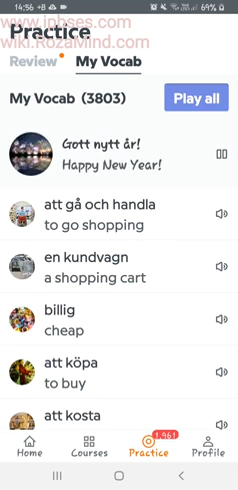 14:56 +B 69%
www.jphses.com
Practice
wiki.RozaMind.com
Review My Vocab
My Vocab (3803) Play all
Gott nytt år!
Happy New Year!
att gå och handla
to go shopping
en kundvagn
a shopping cart
billig
cheap
att köpa
to buy
att kosta
1,961
Home Courses Practice Profile